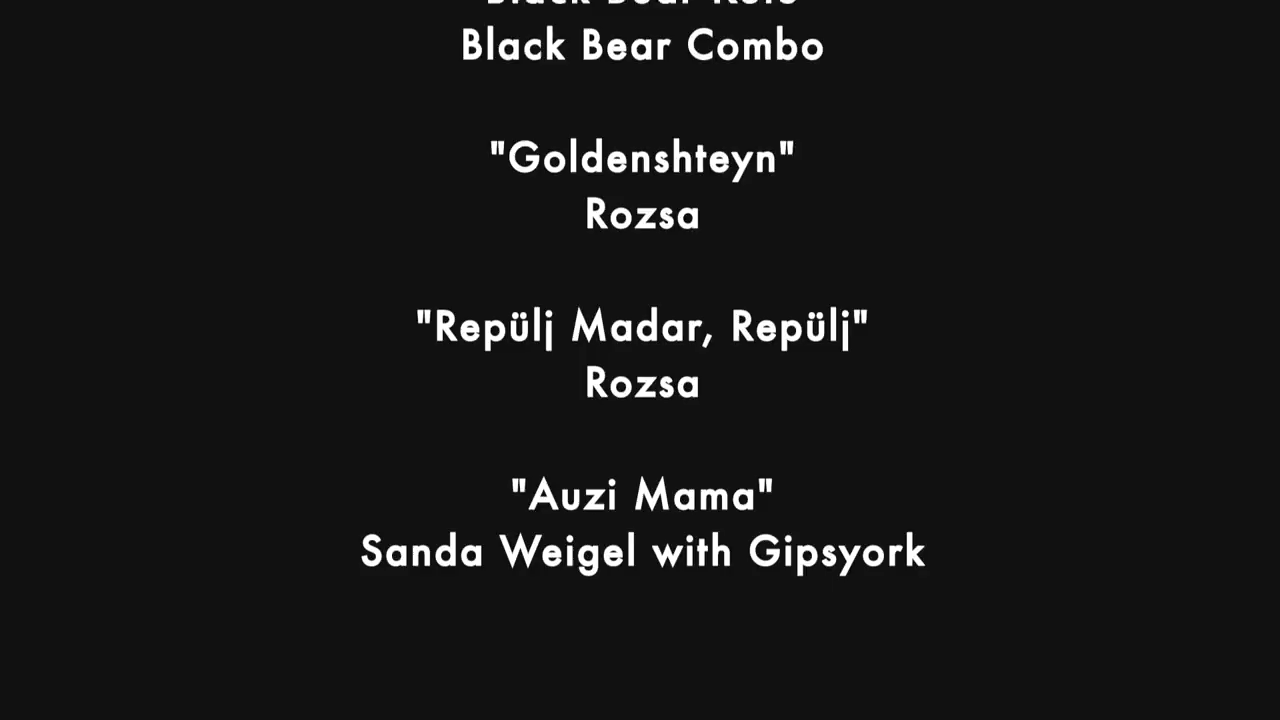 Black Bear Combo
"Goldenshteyn"
Rozsa
"Repülj Madar, Repülj"
Rozsa
"Auzi Mama"
Sanda Weigel with Gipsyork